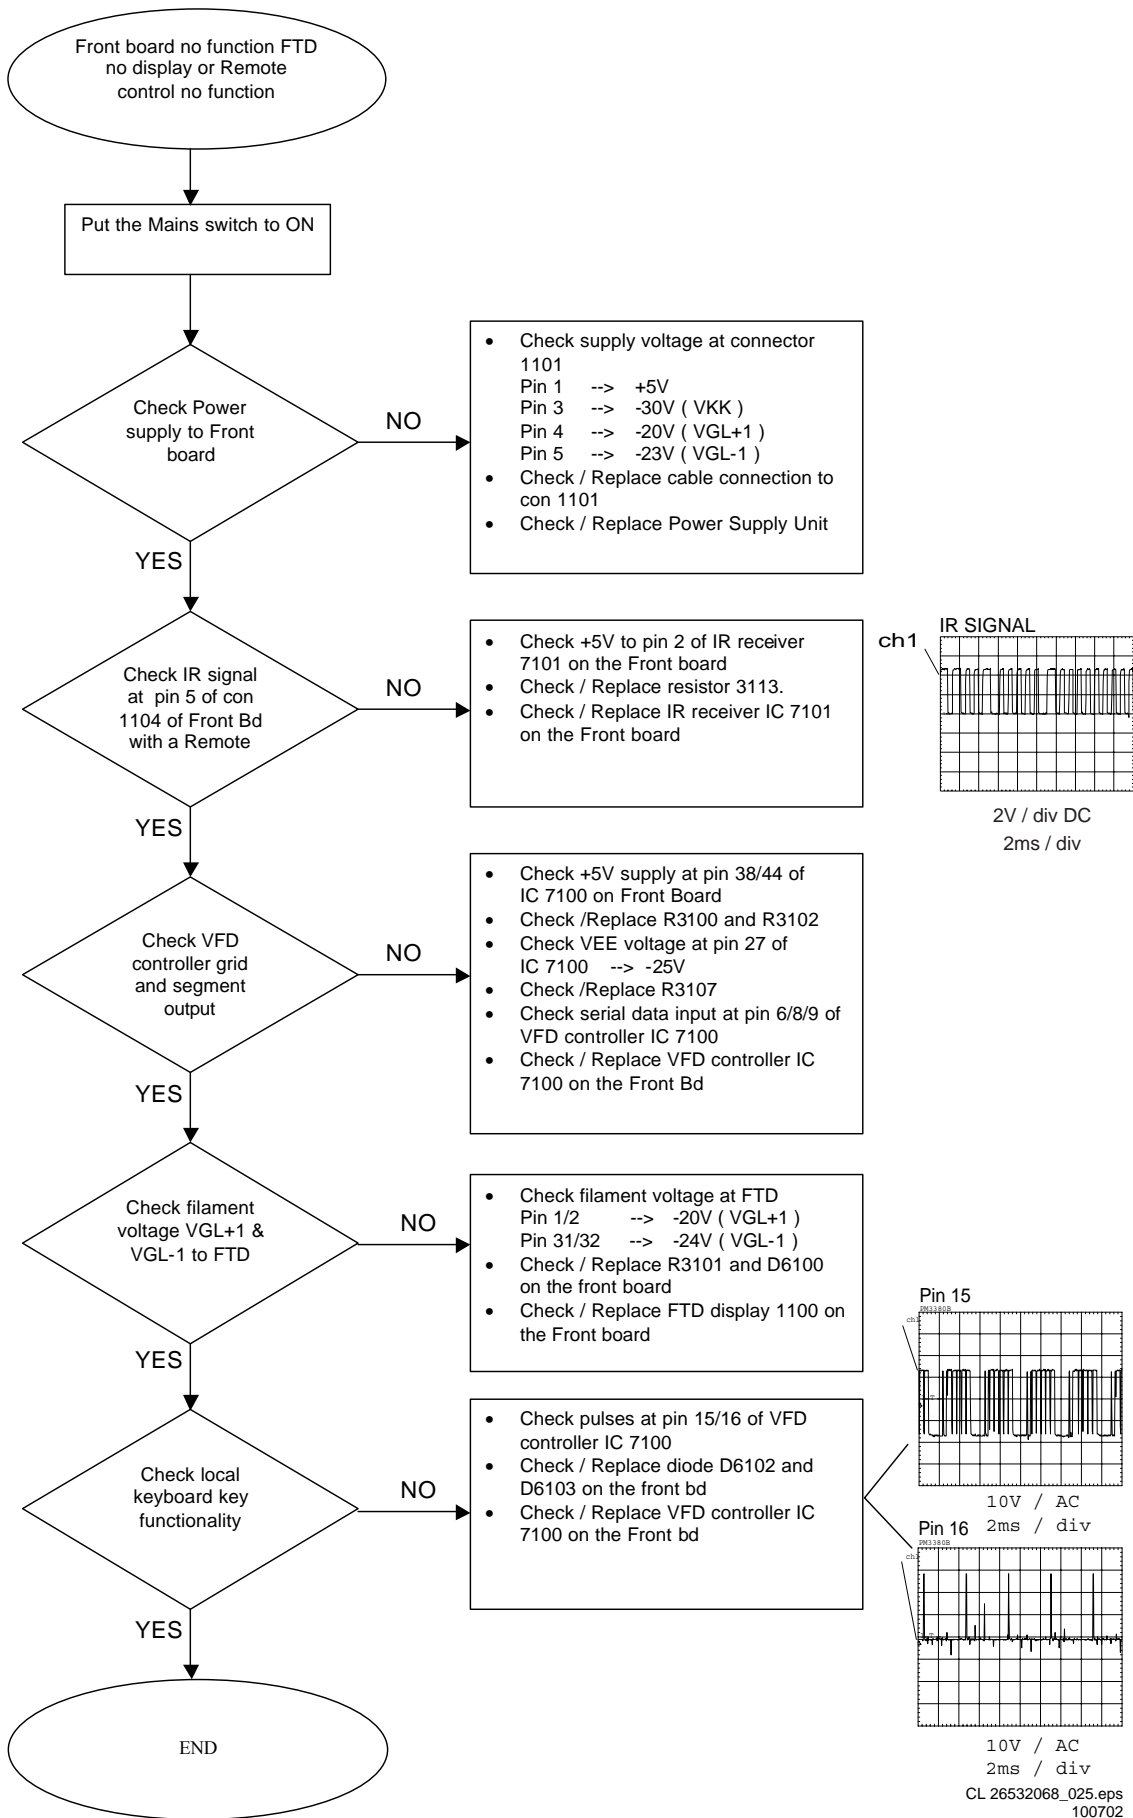 Front board no function FTD
no display or Remote
control no function
Put the Mains switch to ON
Check Power
supply to Front
board
NO
• Check supply voltage at connector
1101
Pin 1 --> +5V
Pin 3 --> -30V ( VKK )
Pin 4 --> -20V ( VGL+1 )
Pin 5 --> -23V ( VGL-1 )
• Check / Replace cable connection to
con 1101
• Check / Replace Power Supply Unit
YES
Check IR signal
at pin 5 of con
1104 of Front Bd
with a Remote
NO
• Check +5V to pin 2 of IR receiver
7101 on the Front board
• Check / Replace resistor 3113.
• Check / Replace IR receiver IC 7101
on the Front board
IR SIGNAL
ch1
2V / div DC
2ms / div
YES
Check VFD
controller grid
and segment
output
NO
• Check +5V supply at pin 38/44 of
IC 7100 on Front Board
• Check /Replace R3100 and R3102
• Check VEE voltage at pin 27 of
IC 7100 --> -25V
• Check /Replace R3107
• Check serial data input at pin 6/8/9 of
VFD controller IC 7100
• Check / Replace VFD controller IC
7100 on the Front Bd
YES
Check filament
voltage VGL+1 &
VGL-1 to FTD
NO
• Check filament voltage at FTD
Pin 1/2 --> -20V ( VGL+1 )
Pin 31/32 --> -24V ( VGL-1 )
• Check / Replace R3101 and D6100
on the front board
• Check / Replace FTD display 1100 on
the Front board
YES
Check local
keyboard key
functionality
NO
• Check pulses at pin 15/16 of VFD
controller IC 7100
• Check / Replace diode D6102 and
D6103 on the front bd
• Check / Replace VFD controller IC
7100 on the Front bd
Pin 15
PM3380B
ch1
10V / AC
2ms / div
Pin 16
PM3380B
ch1
10V / AC
2ms / div
YES
END
CL 26532068_025.eps
100702